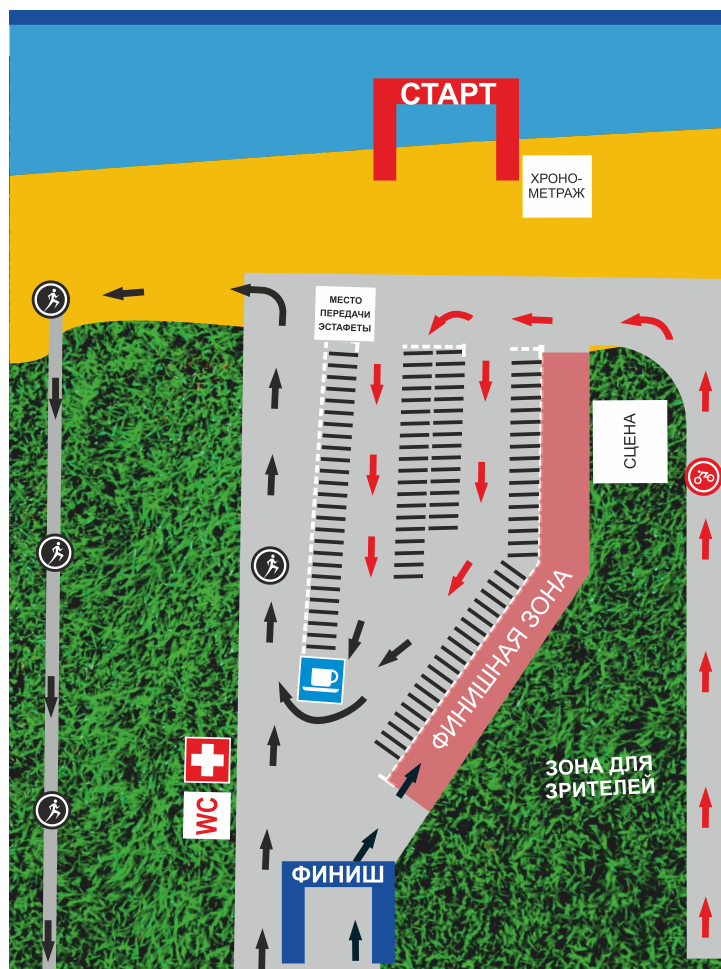 СТАРТ
ХРОНО-
МЕТРАЖ
МЕСТО
ПЕРЕДАЧИ
ЭСТАФЕТЫ
СЦЕНА
ФИНИШНАЯ ЗОНА
ЗОНА ДЛЯ
ЗРИТЕЛЕЙ
WC
ФИНИШ